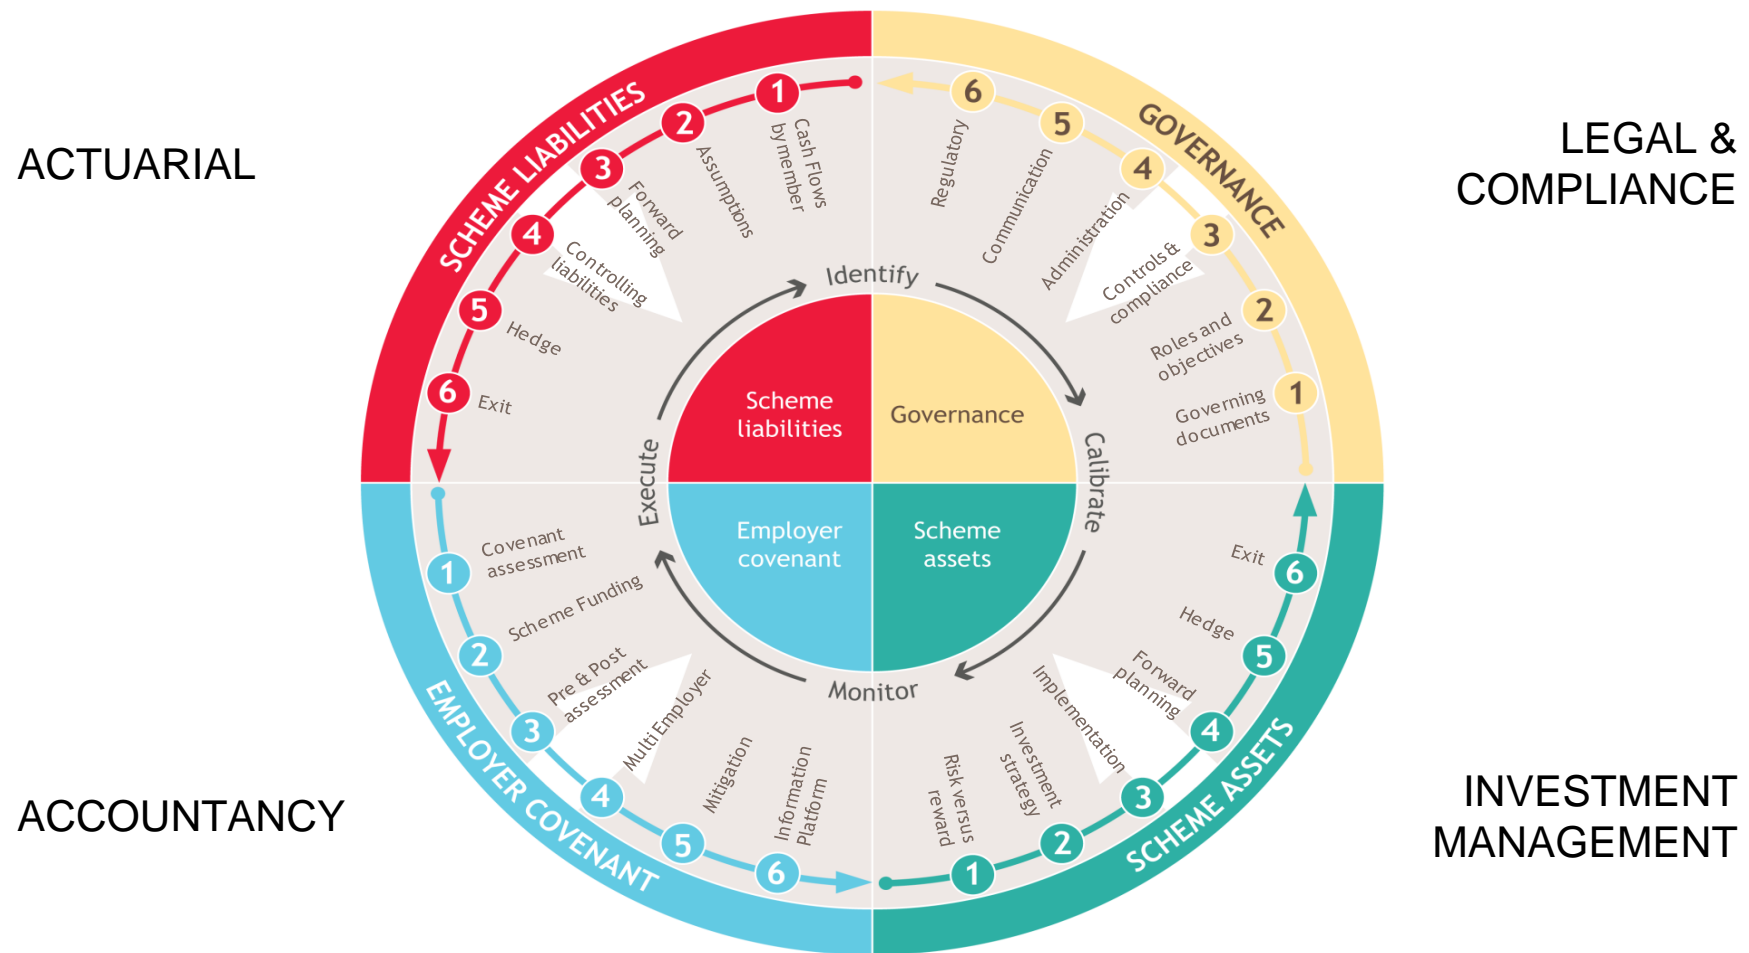 ACTUARIAL
LEGAL &
COMPLIANCE
ACCOUNTANCY
INVESTMENT
MANAGEMENT
SCHEME LIABILITIES
1
Cash Flows
by member
2
Assumptions
3
Forward
planning
4
Controlling
liabilities
5
Hedge
6
Exit
GOVERNANCE
6
Regulatory
5
Communication
4
Administration
3
Controls &
compliance
2
Roles and
objectives
1
Governing
documents
Identify
Calibrate
Monitor
Execute
Scheme
liabilities
Governance
Employer
covenant
Scheme
assets
EMPLOYER COVENANT
1
Covenant
assessment
2
Scheme Funding
3
Pre & Post
assessment
4
Multi Employer
5
Mitigation
6
Information
Platform
SCHEME ASSETS
6
Exit
5
Hedge
4
Forward
planning
3
Implementation
2
Investment
strategy
1
Risk versus
reward